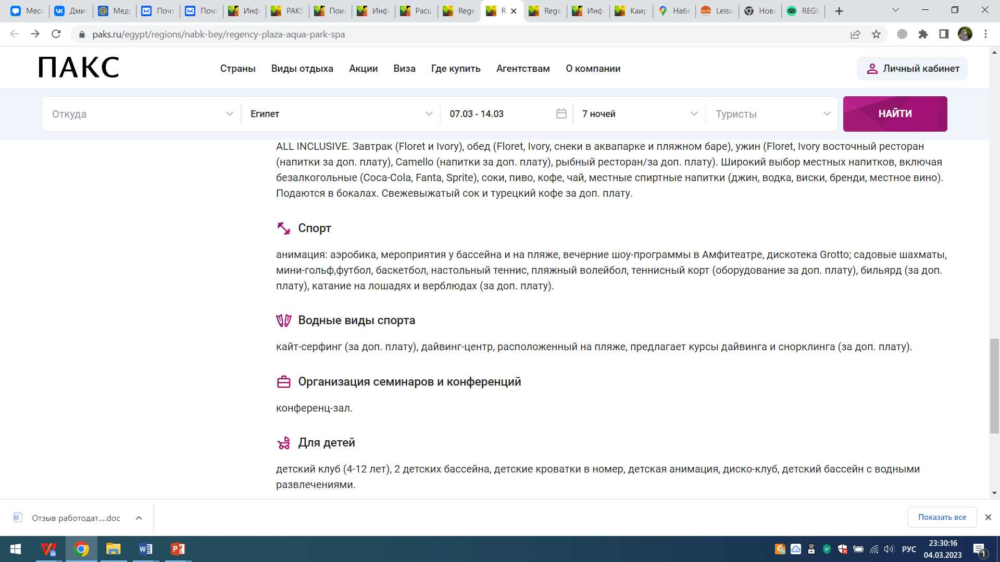 Мессе
Дмит
Меди
Почт
Почт
Инфо
PAKS
Поис
Инфо
Расш
Rege
R
Rege
Инфо
Каир
Набк
Leisu
Нова
REGE
paks.ru/egypt/regions/nabk-bey/regency-plaza-aqua-park-spa
ПАКС
Страны
Виды отдыха
Акции
Виза
Где купить
Агентствам
О компании
Личный кабинет
Откуда
Египет
07.03 - 14.03
7 ночей
Туристы
НАЙТИ
ALL INCLUSIVE. Завтрак (Floret и Ivory), обед (Floret, Ivory, снеки в аквапарке и пляжном баре), ужин (Floret, Ivory восточный ресторан
(напитки за доп. плату), Camello (напитки за доп. плату), рыбный ресторан/за доп. плату). Широкий выбор местных напитков, включая
безалкогольные (Coca-Cola, Fanta, Sprite), соки, пиво, кофе, чай, местные спиртные напитки (джин, водка, виски, бренди, местное вино).
Подаются в бокалах. Свежевыжатый сок и турецкий кофе за доп. плату.
Спорт
анимация: аэробика, мероприятия у бассейна и на пляже, вечерние шоу-программы в Амфитеатре, дискотека Grotto; садовые шахматы,
мини-гольф,футбол, баскетбол, настольный теннис, пляжный волейбол, теннисный корт (оборудование за доп. плату), бильярд (за доп.
плату), катание на лошадях и верблюдах (за доп. плату).
Водные виды спорта
кайт-серфинг (за доп. плату), дайвинг-центр, расположенный на пляже, предлагает курсы дайвинга и снорклинга (за доп. плату).
Организация семинаров и конференций
конференц-зал.
Для детей
детский клуб (4-12 лет), 2 детских бассейна, детские кроватки в номер, детская анимация, диско-клуб, детский бассейн с водными
развлечениями.
Отзыв работодат....doc
Показать все
РУС
23:30:16
04.03.2023
1